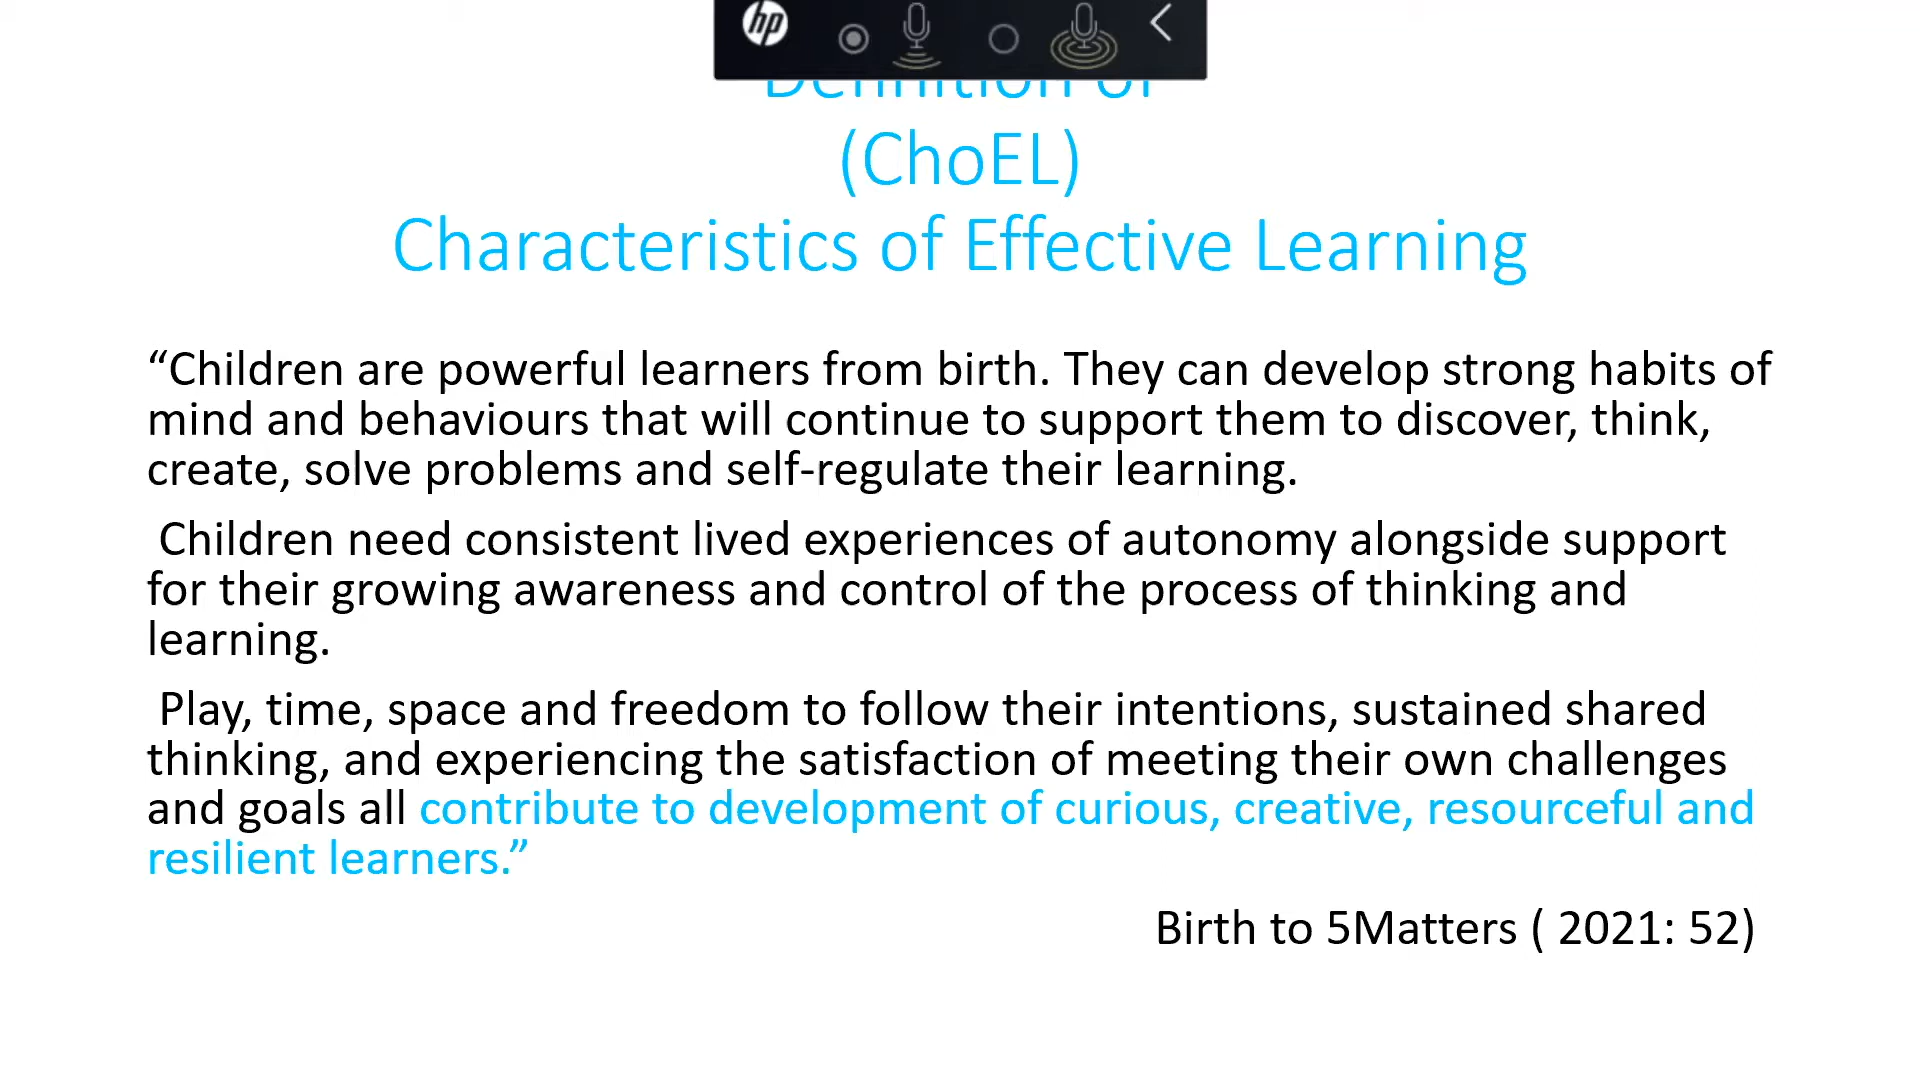 hp
Definition of
(ChoEL)
Characteristics of Effective Learning
“Children are powerful learners from birth. They can develop strong habits of
mind and behaviours that will continue to support them to discover, think,
create, solve problems and self-regulate their learning.
Children need consistent lived experiences of autonomy alongside support
for their growing awareness and control of the process of thinking and
learning.
Play, time, space and freedom to follow their intentions, sustained shared
thinking, and experiencing the satisfaction of meeting their own challenges
and goals all contribute to development of curious, creative, resourceful and
resilient learners.”
Birth to 5Matters ( 2021: 52)